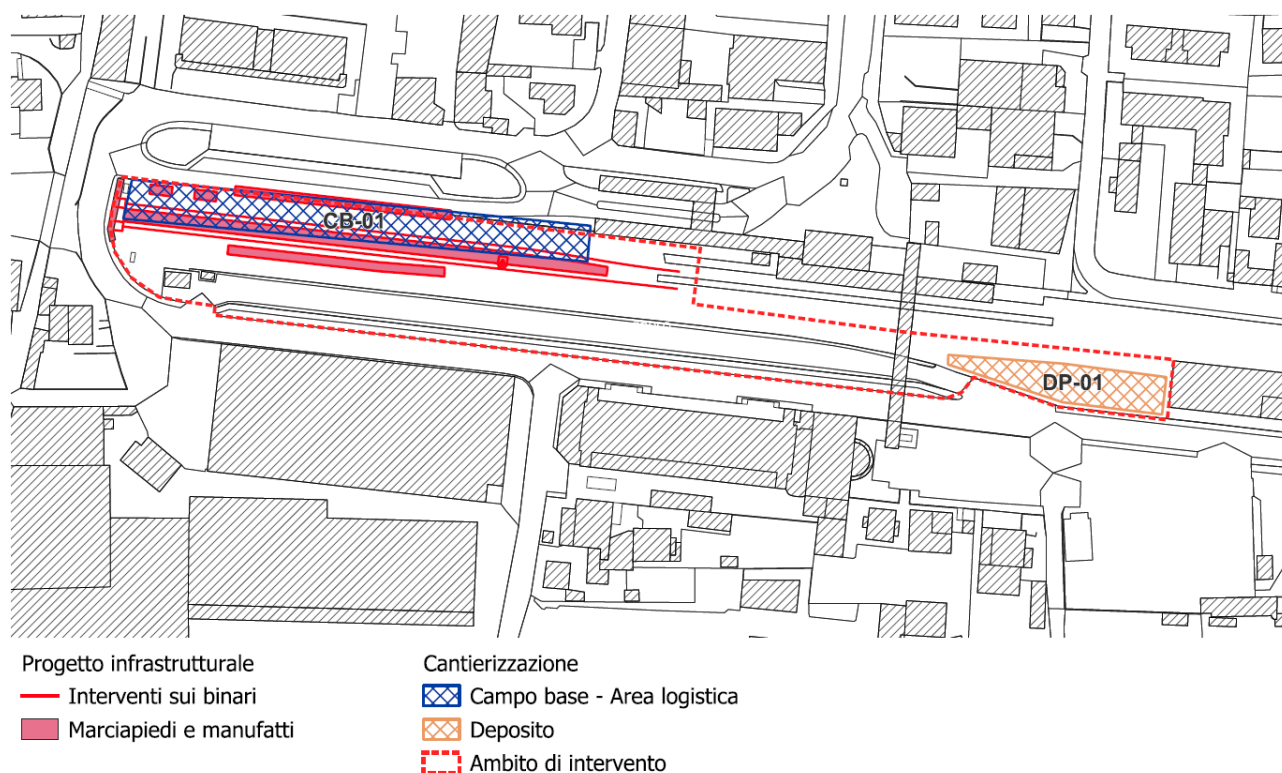 CB-01
DP-01
Progetto infrastrutturale
Interventi sui binari
Marciapiedi e manufatti
Cantierizzazione
Campo base - Area logistica
Deposito
Ambito di intervento